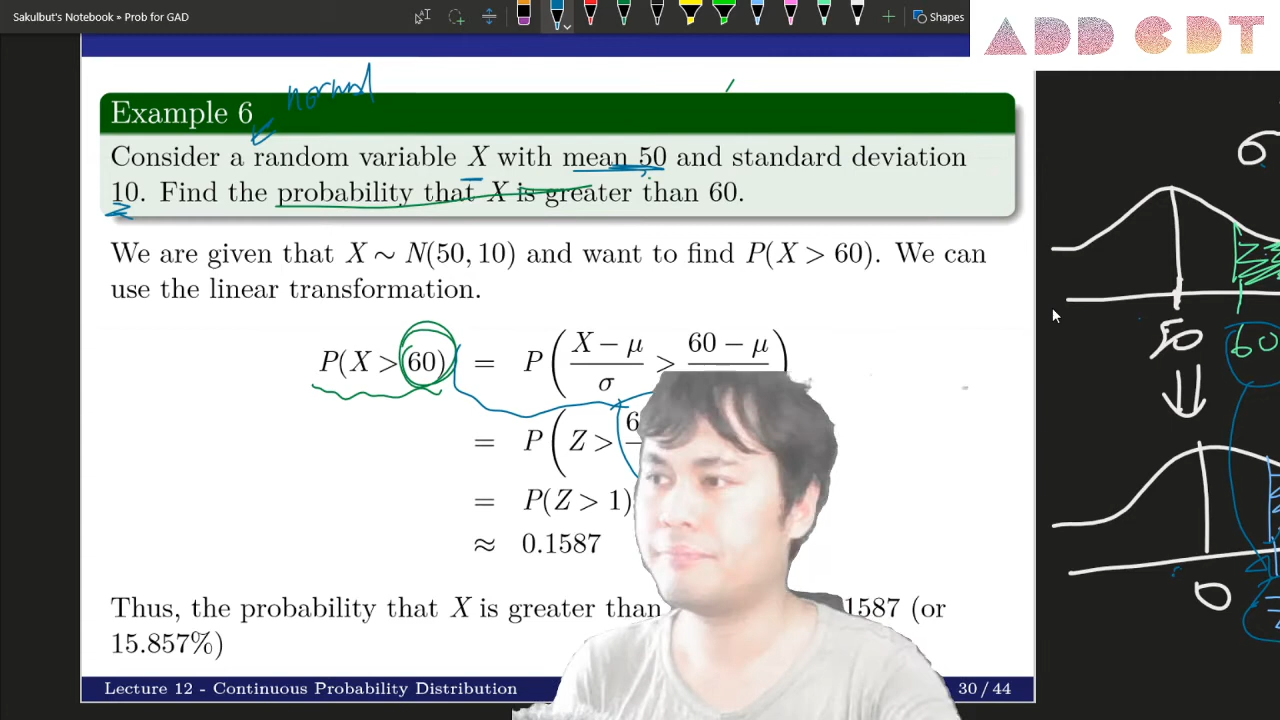 Sakulbut's Notebook » Prob for GAD
Shapes
ADD CDT
normal
Example 6
Consider a random variable X with mean 50 and standard deviation
10. Find the probability that X is greater than 60.
We are given that X ∼ N(50, 10) and want to find P(X > 60). We can
use the linear transformation.
P(X > 60) = P(X − μ / σ > 60 − μ
= P(Z > 6
= P(Z > 1)
≈ 0.1587
Thus, the probability that X is greater than 1587 (or
15.857%)
Lecture 12 - Continuous Probability Distribution
30 / 44
50
60
0